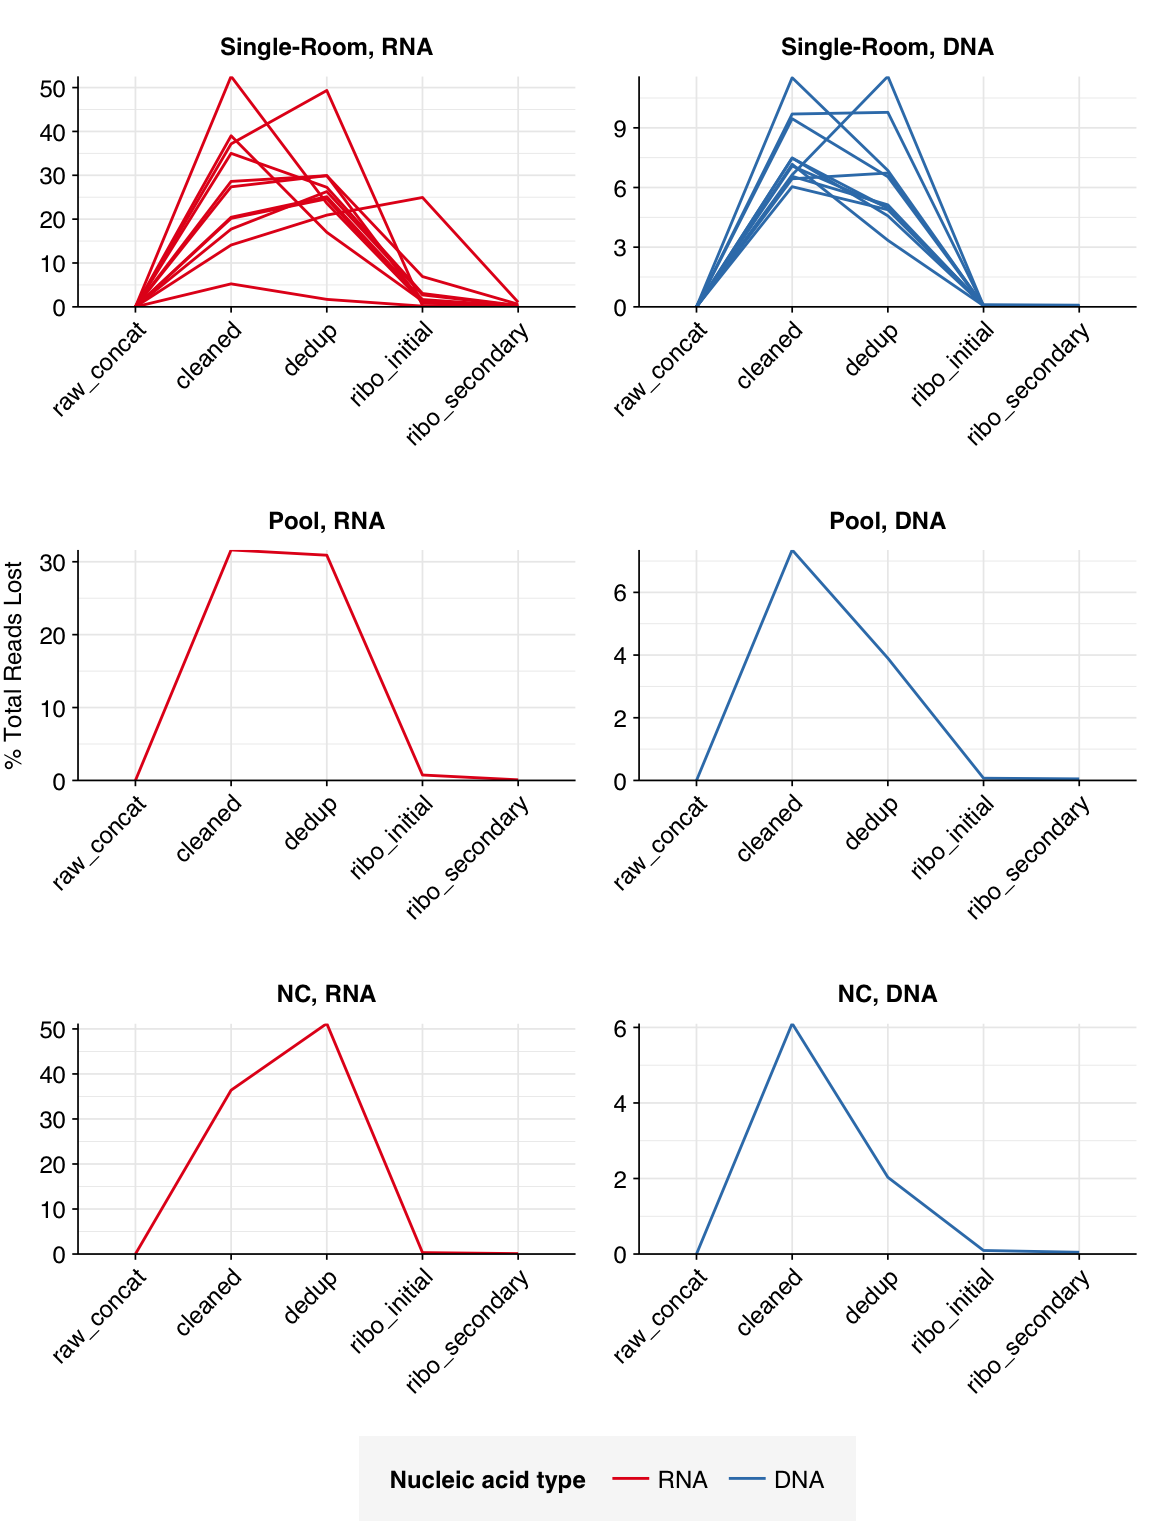 Single-Room, RNA
Single-Room, DNA
50
40
30
20
10
0
9
6
3
0
raw_concat
cleaned
dedup
ribo_initial
ribo_secondary
raw_concat
cleaned
dedup
ribo_initial
ribo_secondary
% Total Reads Lost
Pool, RNA
Pool, DNA
30
20
10
0
6
4
2
0
raw_concat
cleaned
dedup
ribo_initial
ribo_secondary
raw_concat
cleaned
dedup
ribo_initial
ribo_secondary
NC, RNA
NC, DNA
50
40
30
20
10
0
6
4
2
0
raw_concat
cleaned
dedup
ribo_initial
ribo_secondary
raw_concat
cleaned
dedup
ribo_initial
ribo_secondary
Nucleic acid type RNA DNA